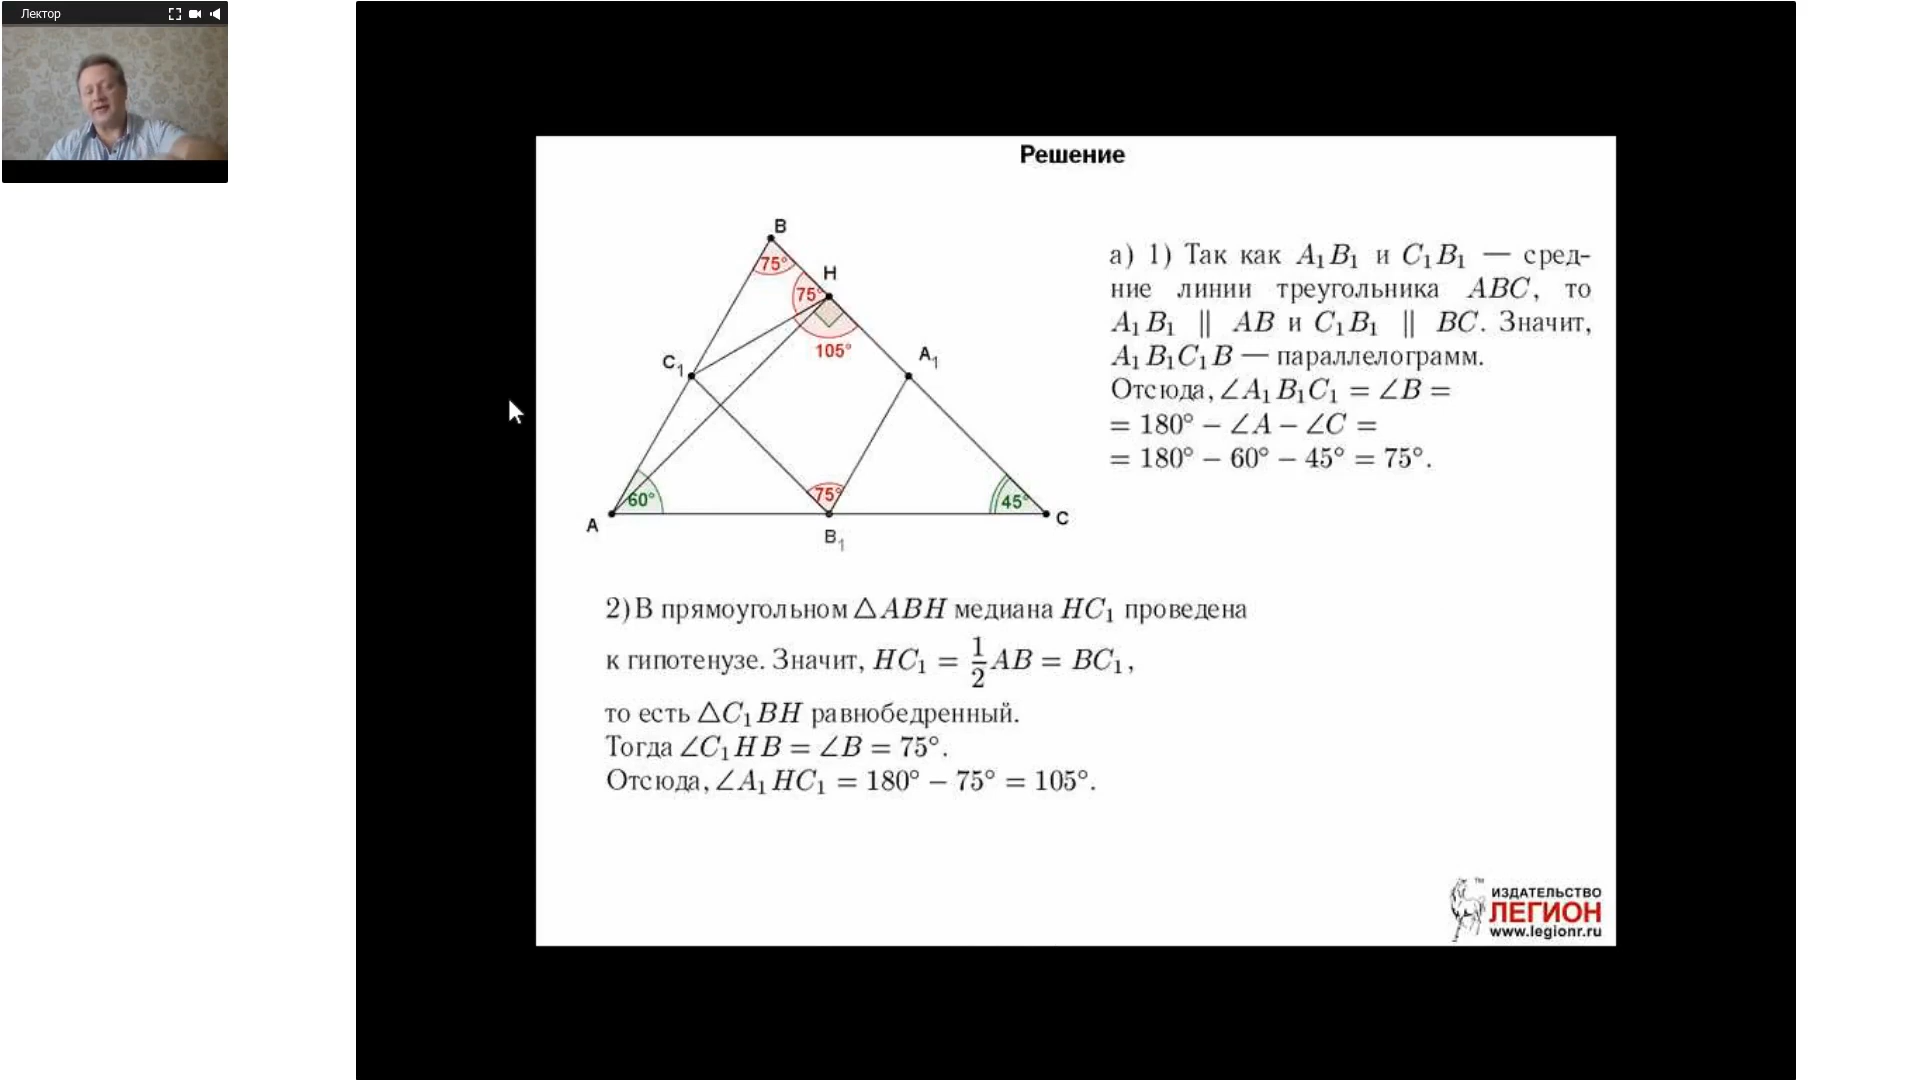 Лектор
Решение
B
75°
H
75°
105°
C₁
A₁
60°
75°
45°
A
B₁
C
а) 1) Так как A₁B₁ и C₁B₁ — сред-
ние линии треугольника ABC, то
A₁B₁ ∥ AB и C₁B₁ ∥ BC. Значит,
A₁B₁C₁B — параллелограмм.
Отсюда, ∠A₁B₁C₁ = ∠B =
= 180° − ∠A − ∠C =
= 180° − 60° − 45° = 75°.
2) В прямоугольном △ABH медиана HC₁ проведена
к гипотенузе. Значит, HC₁ = 1/2 AB = BC₁,
то есть △C₁BH равнобедренный.
Тогда ∠C₁HB = ∠B = 75°.
Отсюда, ∠A₁HC₁ = 180° − 75° = 105°.
TM
ИЗДАТЕЛЬСТВО
ЛЕГИОН
www.legionr.ru